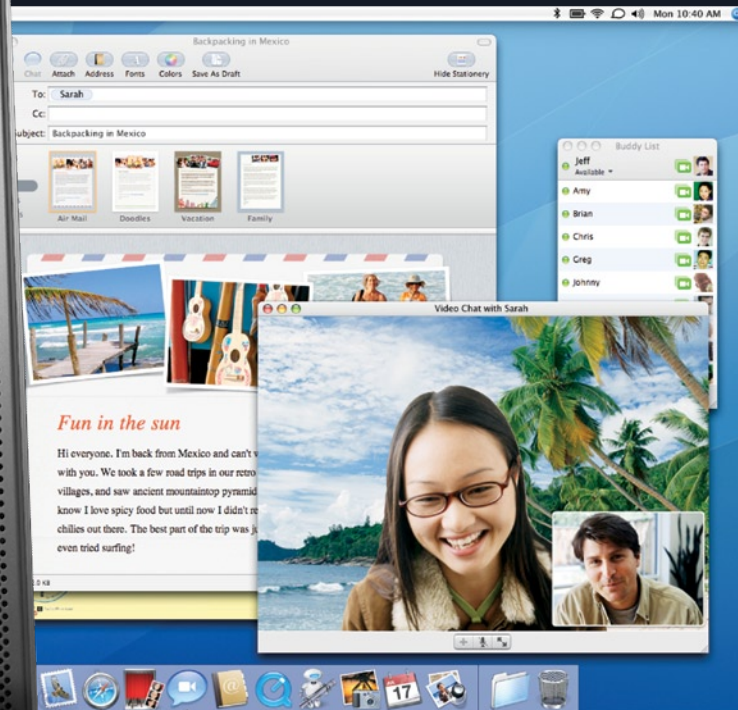 Mon 10:40 AM
Backpacking in Mexico
Chat Attach Address Fonts Colors Save As Draft Hide Stationery
To: Sarah
Cc:
Subject: Backpacking in Mexico
Air Mail Doodles Vacation Family
Buddy List
Jeff
Available
Amy
Brian
Chris
Greg
Johnny
Video Chat with Sarah
Fun in the sun
Hi everyone. I'm back from Mexico and can't
with you. We took a few road trips in our retro
villages, and saw ancient mountaintop pyramid
know I love spicy food but until now I didn't
chilies out there. The best part of the trip was
even tried surfing!
17